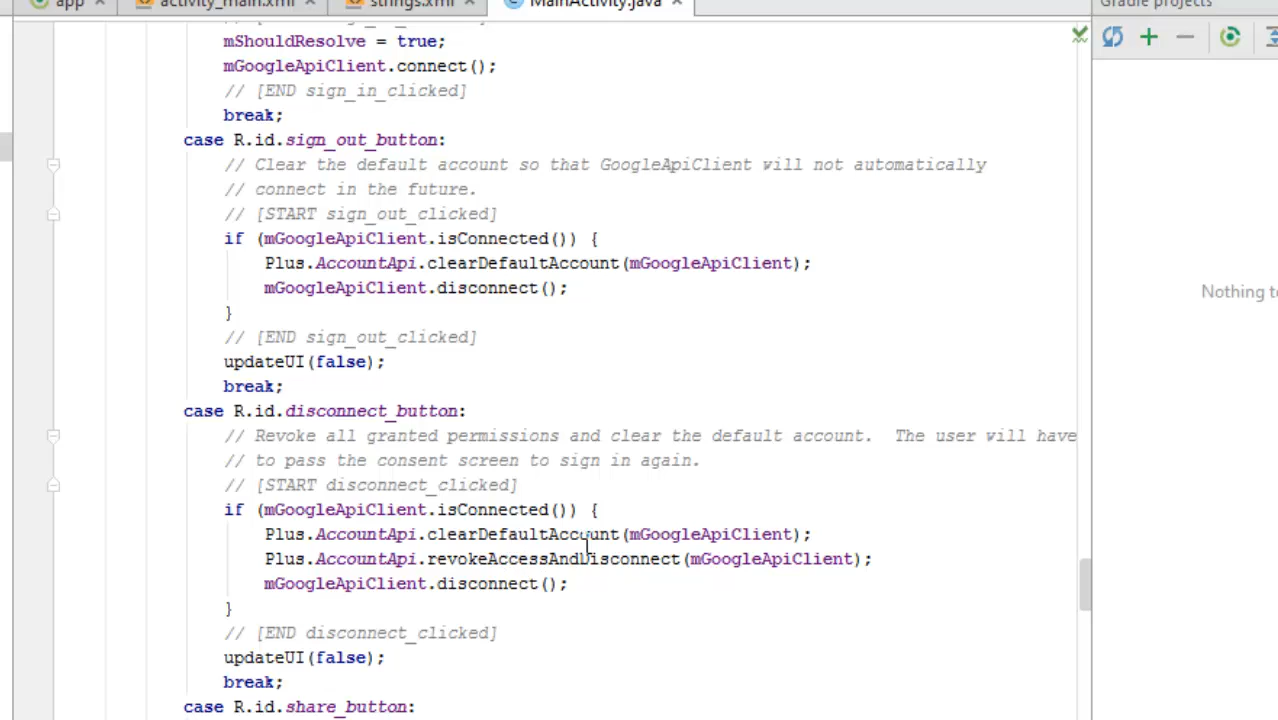 app
activity_main.xml
strings.xml
MainActivity.java
Gradle projects
mShouldResolve = true;
mGoogleApiClient.connect();
// [END sign_in_clicked]
break;
case R.id.sign_out_button:
// Clear the default account so that GoogleApiClient will not automatically
// connect in the future.
// [START sign_out_clicked]
if (mGoogleApiClient.isConnected()) {
Plus.AccountApi.clearDefaultAccount(mGoogleApiClient);
mGoogleApiClient.disconnect();
}
// [END sign_out_clicked]
updateUI(false);
break;
case R.id.disconnect_button:
// Revoke all granted permissions and clear the default account.  The user will have
// to pass the consent screen to sign in again.
// [START disconnect_clicked]
if (mGoogleApiClient.isConnected()) {
Plus.AccountApi.clearDefaultAccount(mGoogleApiClient);
Plus.AccountApi.revokeAccessAndDisconnect(mGoogleApiClient);
mGoogleApiClient.disconnect();
}
// [END disconnect_clicked]
updateUI(false);
break;
case R.id.share_button:
Nothing